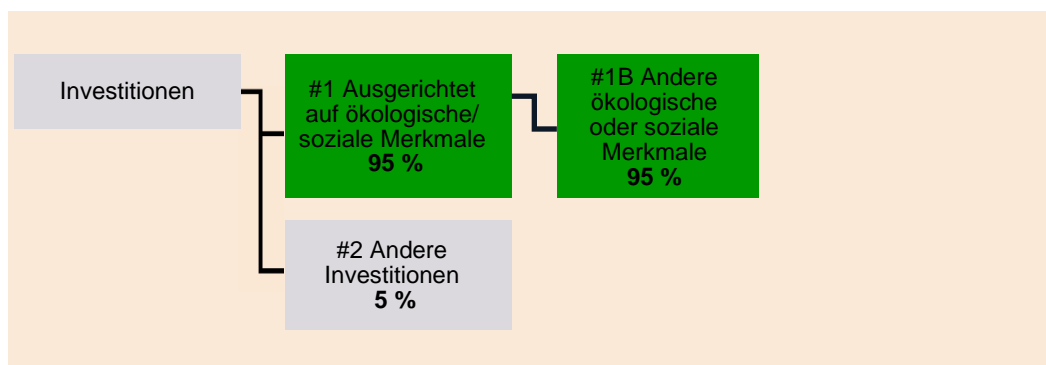 Investitionen
#1 Ausgerichtet
auf ökologische/
soziale Merkmale
95 %
#1B Andere
ökologische
oder soziale
Merkmale
95 %
#2 Andere
Investitionen
5 %